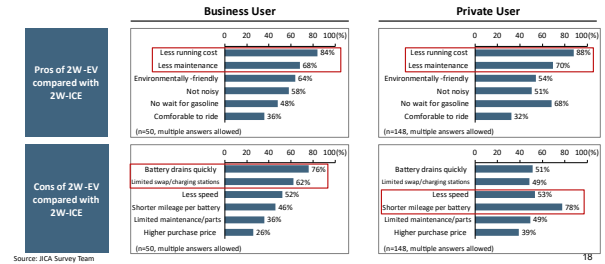 Business User
Private User
Pros of 2W -EV
compared with
2W-ICE
0 20 40 60 80 100(%)
Less running cost 84%
Less maintenance 68%
Environmentally -friendly 64%
Not noisy 58%
No wait for gasoline 48%
Comforable to ride 36%
(n=50, multiple answers allowed)
0 20 40 60 80 100(%)
Less running cost 88%
Less maintenance 70%
Environmentally -friendly 54%
Not noisy 51%
No wait for gasoline 68%
Comforable to ride 32%
(n=148, multiple answers allowed)
Cons of 2W -EV
compared with
2W-ICE
0 20 40 60 80 100(%)
Battery drains quickly 76%
Limited swap/charging stations 62%
Less speed 52%
Shorter mileage per battery 46%
Limited maintenance/parts 36%
Higher purchase price 26%
(n=50, multiple answers allowed)
0 20 40 60 80 100(%)
Battery drains quickly 51%
Limited swap/charging stations 49%
Less speed 53%
Shorter mileage per battery 78%
Limited maintenance/parts 49%
Higher purchase price 39%
(n=148, multiple answers allowed)
Source: JICA Survey Team
18